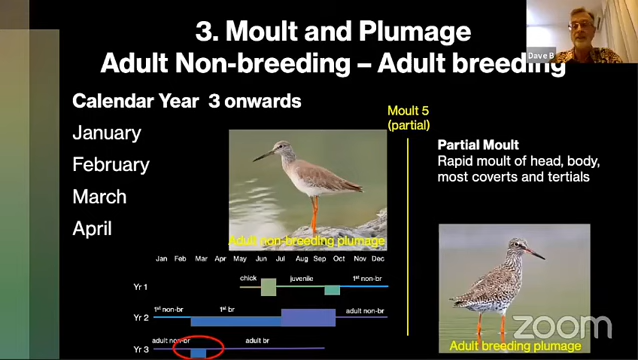 3. Moult and Plumage
Adult Non-breeding – Adult breeding
Dave B
Calendar Year 3 onwards
January
February
March
April
Moult 5
(partial)
Partial Moult
Rapid moult of head, body,
most coverts and tertials
Adult non-breeding plumage
Adult breeding plumage
zoom
Jan Feb Mar Apr May Jun Jul Aug Sep Oct Nov Dec
chick juvenile 1st non-br
Yr 1
1st non-br 1st br adult non-br
Yr 2
adult non-br adult br
Yr 3